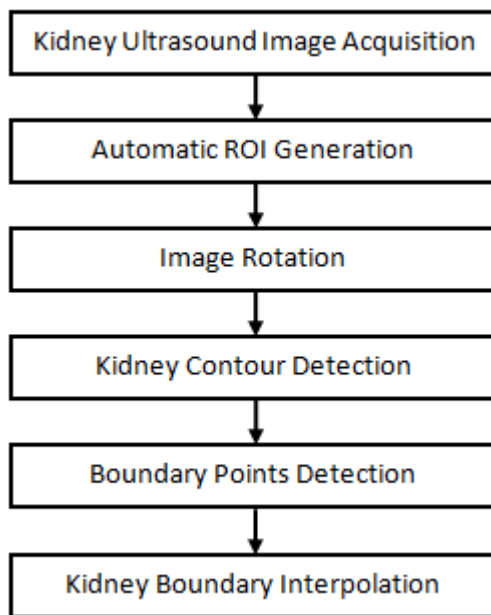 Kidney Ultrasound Image Acquisition
Automatic ROI Generation
Image Rotation
Kidney Contour Detection
Boundary Points Detection
Kidney Boundary Interpolation